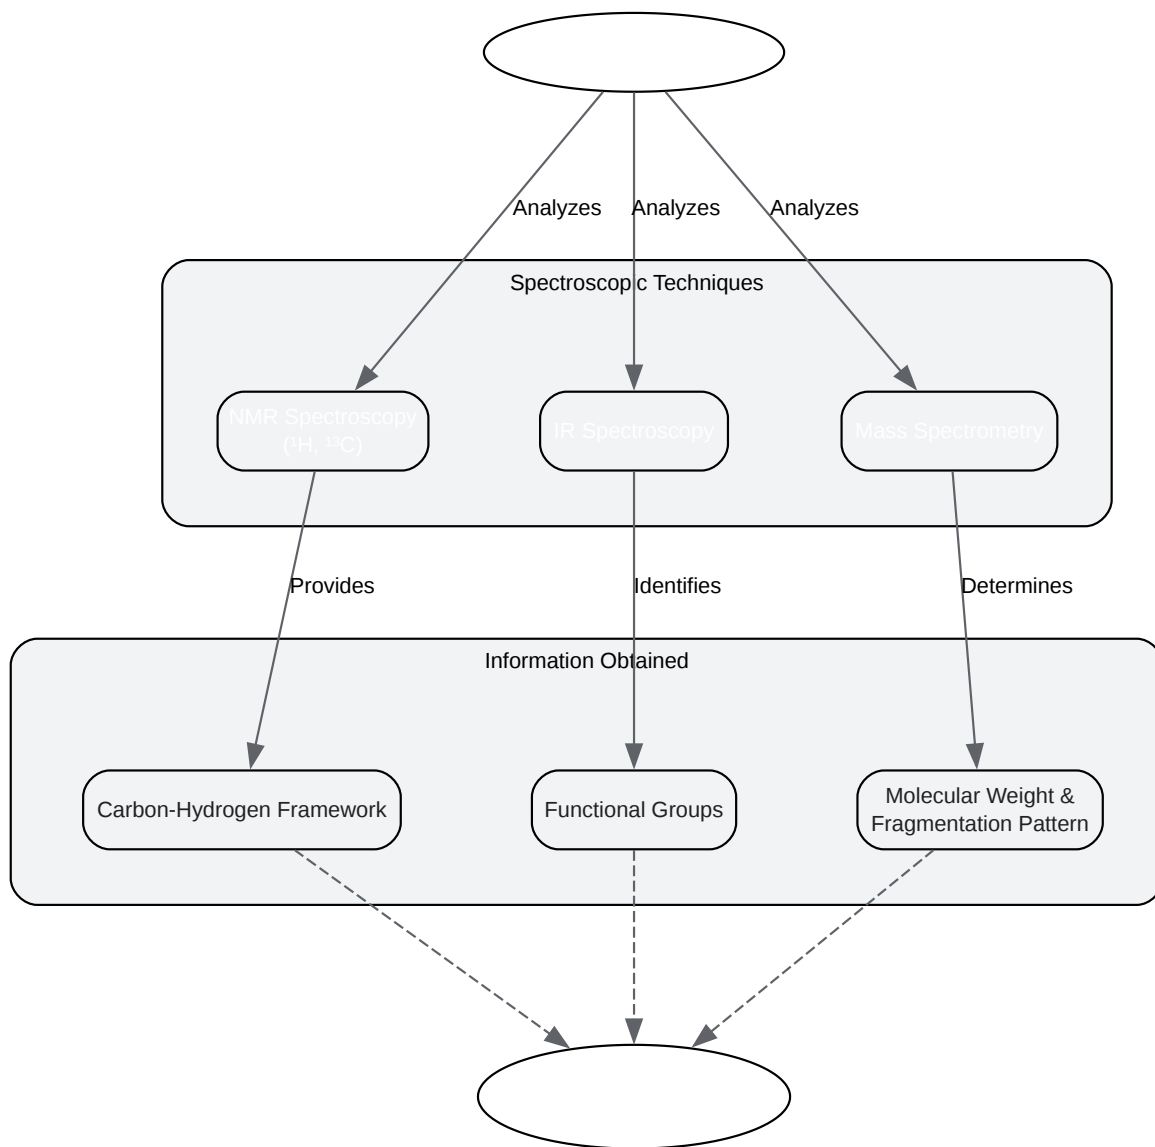 Analyzes
Analyzes
Analyzes
Spectroscopic Techniques
NMR Spectroscopy
(¹H, ¹³C)
IR Spectroscopy
Mass Spectrometry
Provides
Identifies
Determines
Information Obtained
Carbon-Hydrogen Framework
Functional Groups
Molecular Weight &
Fragmentation Pattern